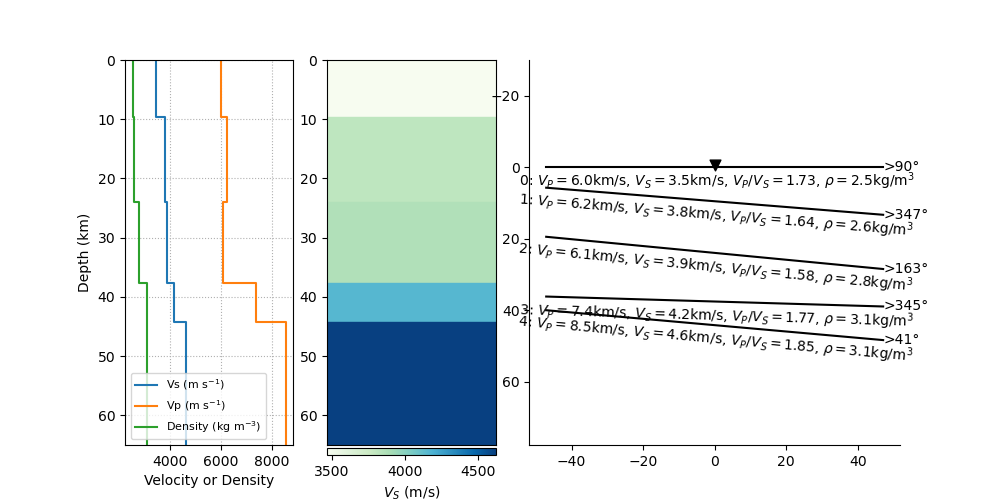 0
10
20
30
40
50
60
Depth (km)
4000 6000 8000
Velocity or Density
Vs (m s⁻¹)
Vp (m s⁻¹)
Density (kg m⁻³)
0
10
20
30
40
50
60
3500 4000 4500
V_S (m/s)
−20
0
20
40
60
−40 −20 0 20 40
>90°
0: V_P = 6.0km/s, V_S = 3.5km/s, V_P/V_S = 1.73, ρ = 2.5kg/m³
>347°
1: V_P = 6.2km/s, V_S = 3.8km/s, V_P/V_S = 1.64, ρ = 2.6kg/m³
>163°
2: V_P = 6.1km/s, V_S = 3.9km/s, V_P/V_S = 1.58, ρ = 2.8kg/m³
>345°
3: V_P = 7.4km/s, V_S = 4.2km/s, V_P/V_S = 1.77, ρ = 3.1kg/m³
>41°
4: V_P = 8.5km/s, V_S = 4.6km/s, V_P/V_S = 1.85, ρ = 3.1kg/m³